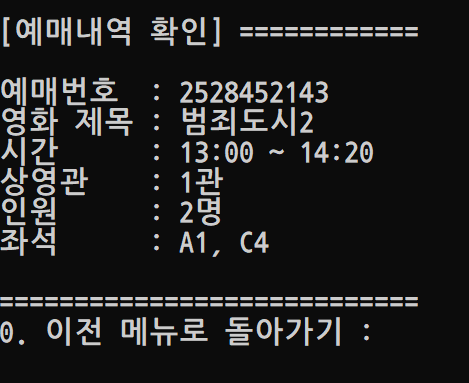 [예매내역 확인] ============
예매번호 : 2528452143
영화 제목 : 범죄도시2
시간 : 13:00 ~ 14:20
상영관 : 1관
인원 : 2명
좌석 : A1, C4
============================
0. 이전 메뉴로 돌아가기 :